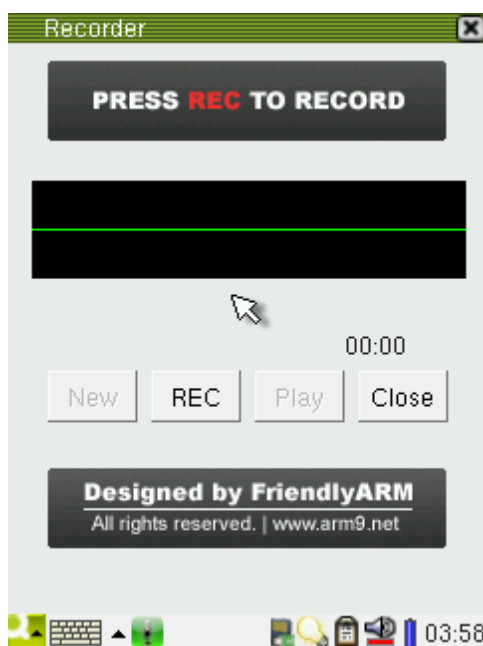 Recorder
PRESS REC TO RECORD
00:00
New REC Play Close
Designed by FriendlyARM
All rights reserved. | www.arm9.net
03:58